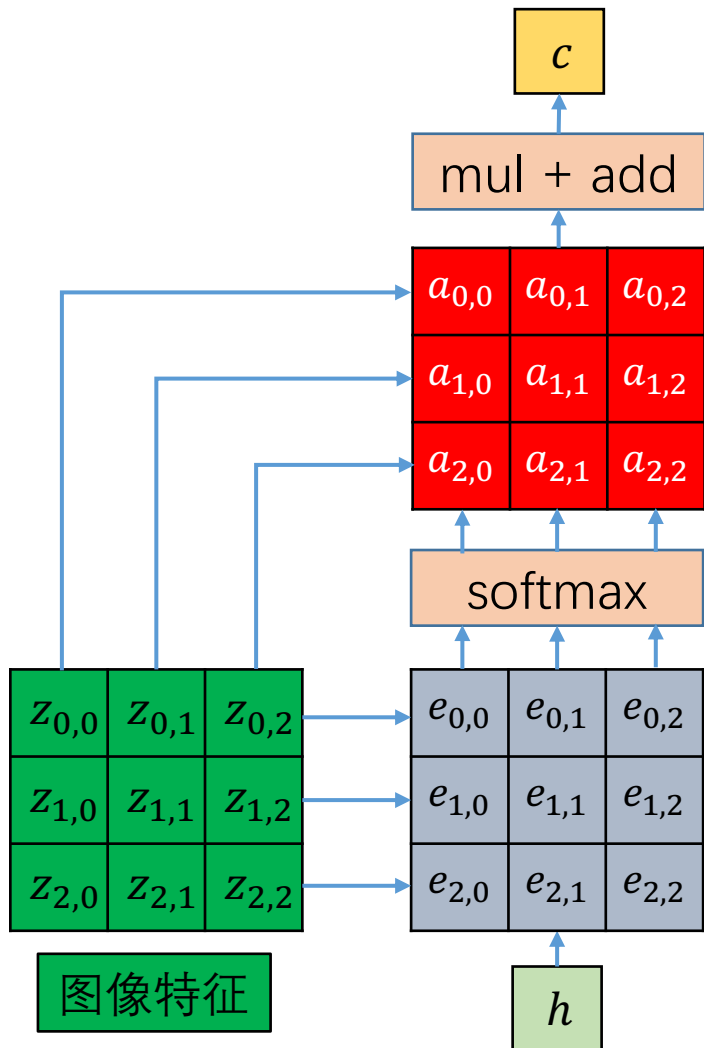 c
mul + add
a0,0 a0,1 a0,2
a1,0 a1,1 a1,2
a2,0 a2,1 a2,2
softmax
z0,0 z0,1 z0,2 e0,0 e0,1 e0,2
z1,0 z1,1 z1,2 e1,0 e1,1 e1,2
z2,0 z2,1 z2,2 e2,0 e2,1 e2,2
图像特征
h